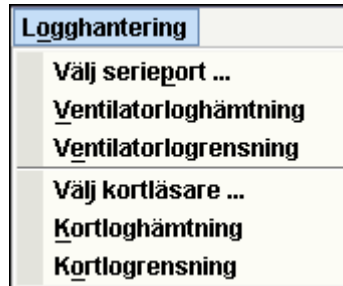 Logghantering
Välj serieport ...
Ventilatorloghämtning
Ventilatorlogrensning
Välj kortläsare ...
Kortloghämtning
Kortlogrensning